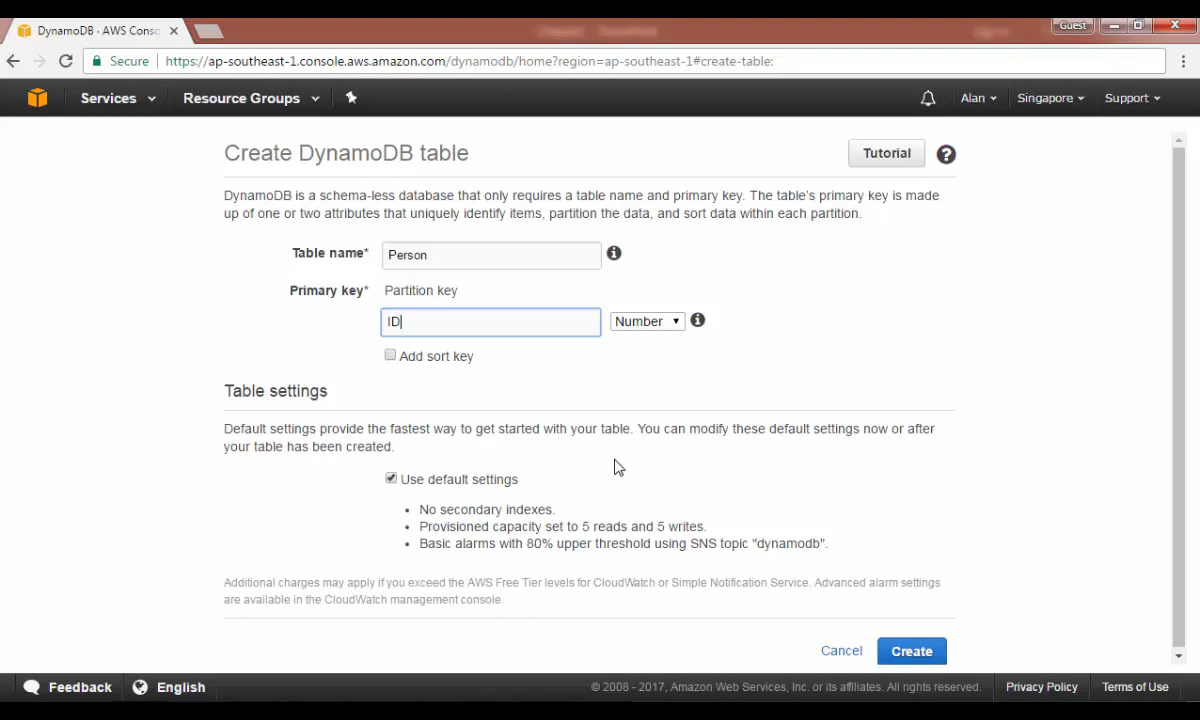 DynamoDB · AWS Conso
Guest
Secure https://ap-southeast-1.console.aws.amazon.com/dynamodb/home?region=ap-southeast-1#create-table:
Services Resource Groups Alan Singapore Support
Create DynamoDB table
Tutorial
DynamoDB is a schema-less database that only requires a table name and primary key. The table's primary key is made
up of one or two attributes that uniquely identify items, partition the data, and sort data within each partition.
Table name* Person
Primary key* Partition key
ID Number
Add sort key
Table settings
Default settings provide the fastest way to get started with your table. You can modify these default settings now or after
your table has been created.
Use default settings
• No secondary indexes.
• Provisioned capacity set to 5 reads and 5 writes.
• Basic alarms with 80% upper threshold using SNS topic "dynamodb".
Additional charges may apply if you exceed the AWS Free Tier levels for CloudWatch or Simple Notification Service. Advanced alarm settings
are available in the CloudWatch management console.
Cancel Create
Feedback English © 2008 - 2017, Amazon Web Services, Inc. or its affiliates. All rights reserved. Privacy Policy Terms of Use